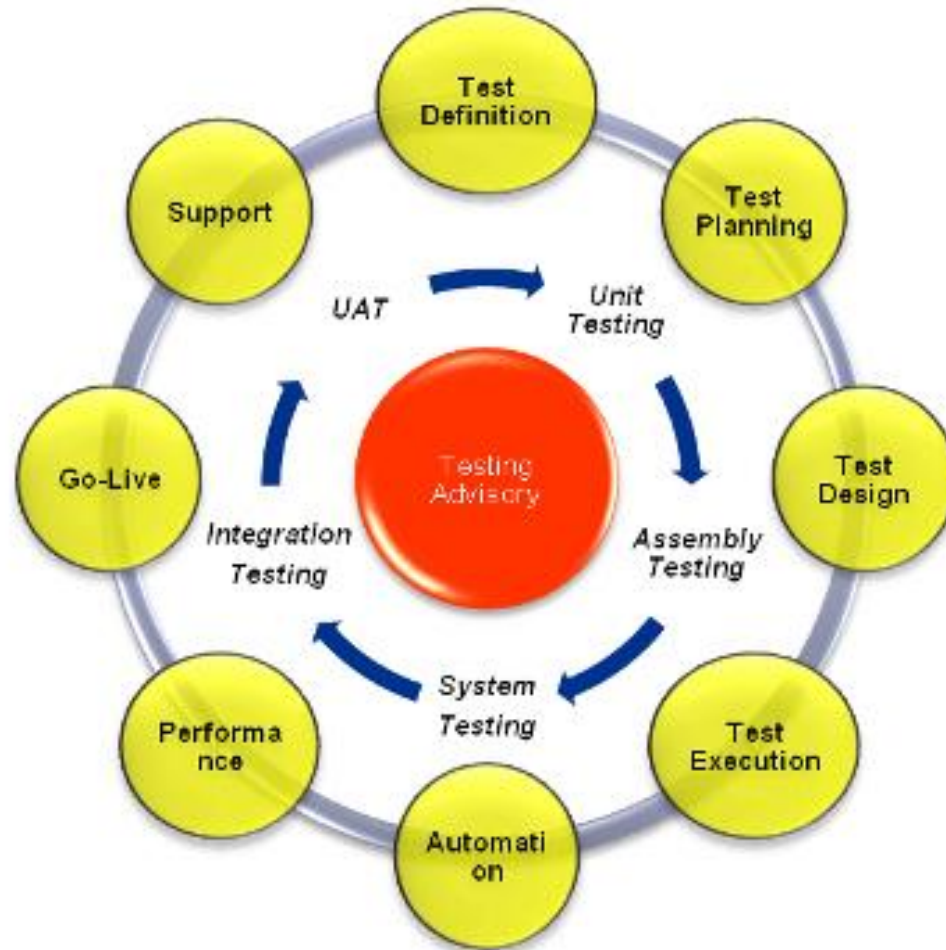 Test
Definition
Test
Planning
Support
UAT
Unit
Testing
Go-Live
Testing
Advisory
Test
Design
Integration
Testing
Assembly
Testing
System
Testing
Performa
nce
Test
Execution
Automati
on